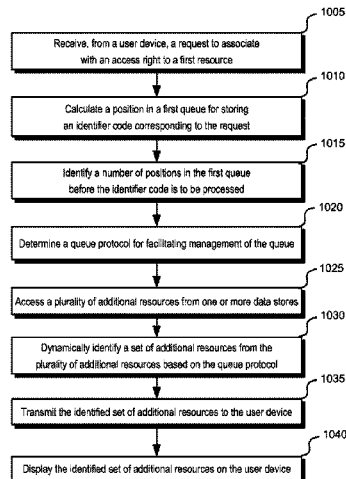 1005
Receive, from a user device, a request to associate
with an access right to a first resource
1010
Calculate a position in a first queue for storing
an identifier code corresponding to the request
1015
Identify a number of positions in the first queue
before the identifier code is to be processed
1020
Determine a queue protocol for facilitating management of the queue
1025
Access a plurality of additional resources from one or more data stores
1030
Dynamically identify a set of additional resources from the
plurality of additional resources based on the queue protocol
1035
Transmit the identified set of additional resources to the user device
1040
Display the identified set of additional resources on the user device